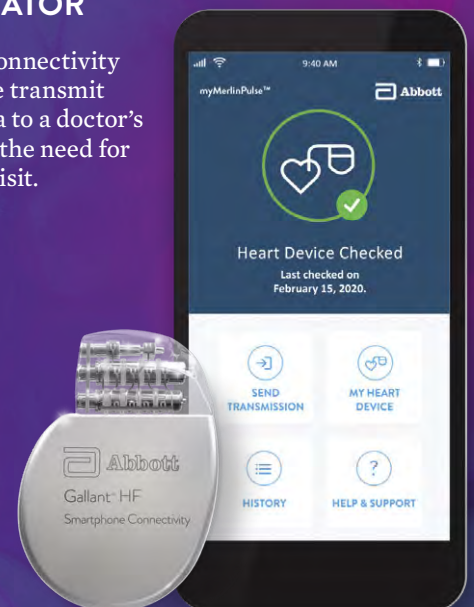 ATOR
onnectivity
e transmit
a to a doctor's
the need for
isit.
9:40 AM
myMerlinPulse™
Abbott
Heart Device Checked
Last checked on
February 15, 2020.
SEND
TRANSMISSION
MY HEART
DEVICE
HISTORY
?
HELP & SUPPORT
Abbott
Gallant™ HF
Smartphone Connectivity